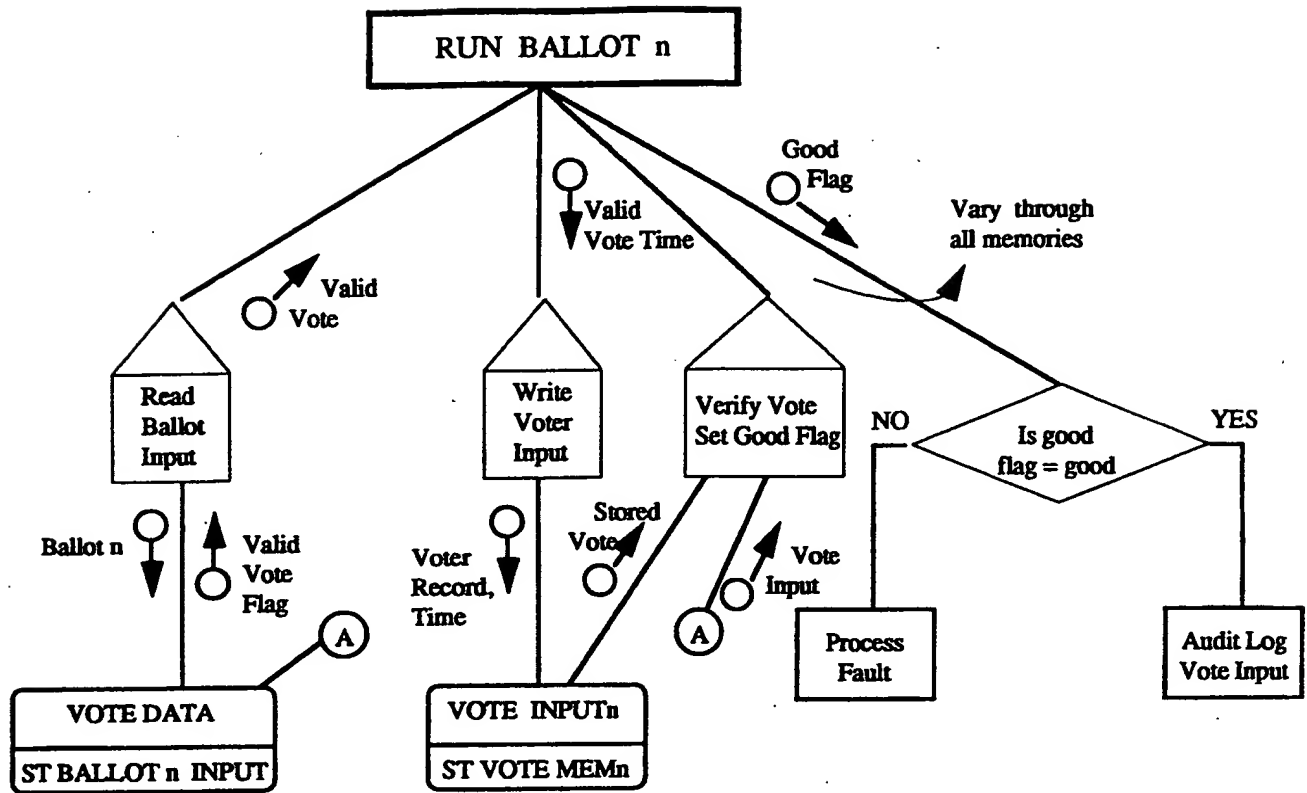 RUN BALLOT n
Good
Flag
Valid
Vote Time
Vary through
all memories
Valid
Vote
Read
Ballot
Input
Write
Voter
Input
Verify Vote
Set Good Flag
NO
Is good
flag = good
YES
Ballot n
Valid
Vote
Flag
Voter
Record,
Time
Stored
Vote
Vote
Input
A
A
Process
Fault
Audit Log
Vote Input
VOTE DATA
ST BALLOT n INPUT
VOTE INPUTn
ST VOTE MEMn